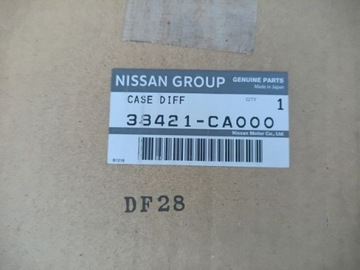 NISSAN GROUP
GENUINE PARTS
Made in Japan
CASE DIFF
QTY
1
38421-CA000
Nissan Motor Co., Ltd.
DF28